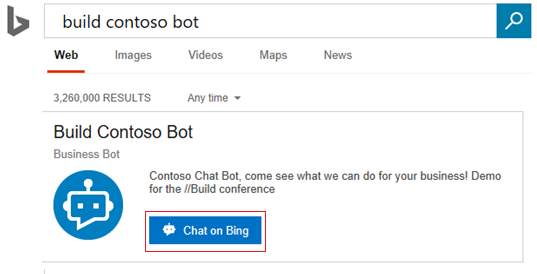 build contoso bot
Web Images Videos Maps News
3,260,000 RESULTS Any time
Build Contoso Bot
Business Bot
Contoso Chat Bot, come see what we can do for your business! Demo
for the //Build conference
Chat on Bing